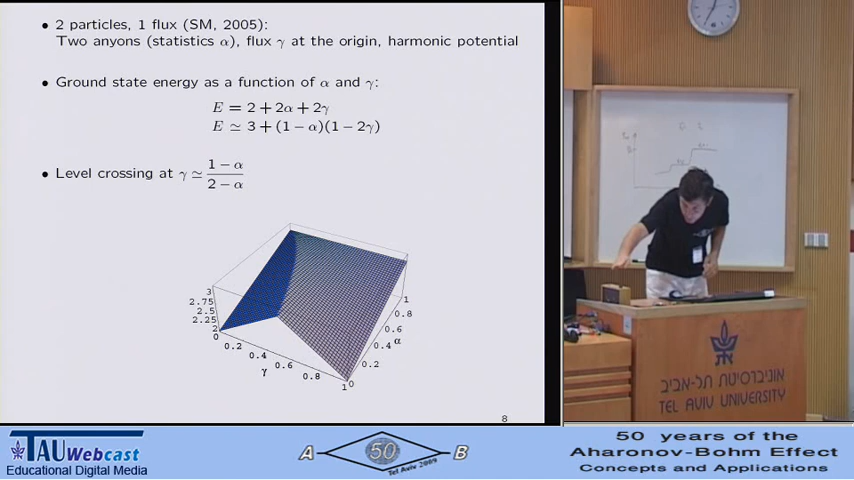 • 2 particles, 1 flux (SM, 2005):
Two anyons (statistics α), flux γ at the origin, harmonic potential
• Ground state energy as a function of α and γ:
E = 2 + 2α + 2γ
E ≃ 3 + (1 − α)(1 − 2γ)
• Level crossing at γ ≃ (1 − α)/(2 − α)
3
2.75
2.5
2.25
2
0
0.2
0.4
0.6
0.8
1
γ
0
0.2
0.4
0.6
0.8
1
α
8
אוניברסיטת תל-אביב
TEL AVIV UNIVERSITY
TAU Webcast
Educational Digital Media
A 50 B
Tel Aviv 2009
50 years of the
Aharonov-Bohm Effect
Concepts and Applications